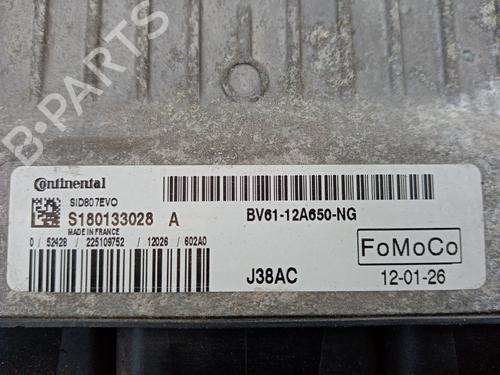 B-PARTS
Continental
SID807EVO
S180133028 A
MADE IN FRANCE
0 / 52428 / 225109752 / 12026 / 602A0
BV61-12A650-NG
FoMoCo
J38AC
12-01-26